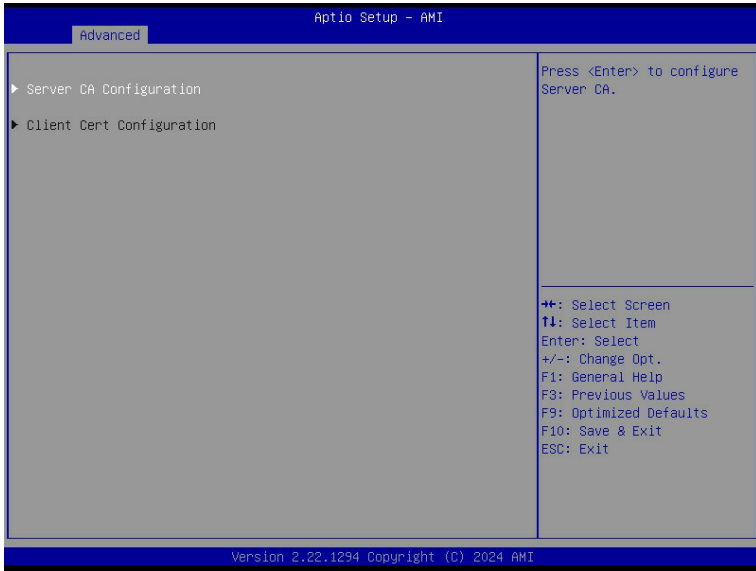 Aptio Setup - AMI
Advanced
▶ Server CA Configuration
▶ Client Cert Configuration
Press <Enter> to configure
Server CA.
→←: Select Screen
↑↓: Select Item
Enter: Select
+/-: Change Opt.
F1: General Help
F3: Previous Values
F9: Optimized Defaults
F10: Save & Exit
ESC: Exit
Version 2.22.1294 Copyright (C) 2024 AMI